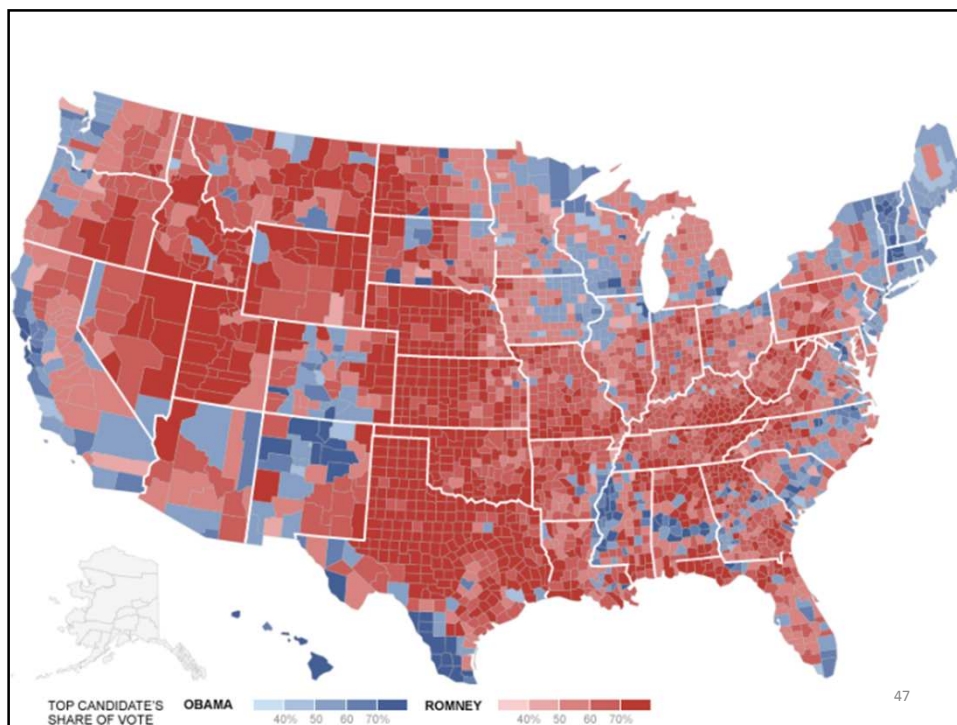 47
TOP CANDIDATE'S OBAMA ROMNEY
SHARE OF VOTE 40% 50 60 70% 40% 50 60 70%